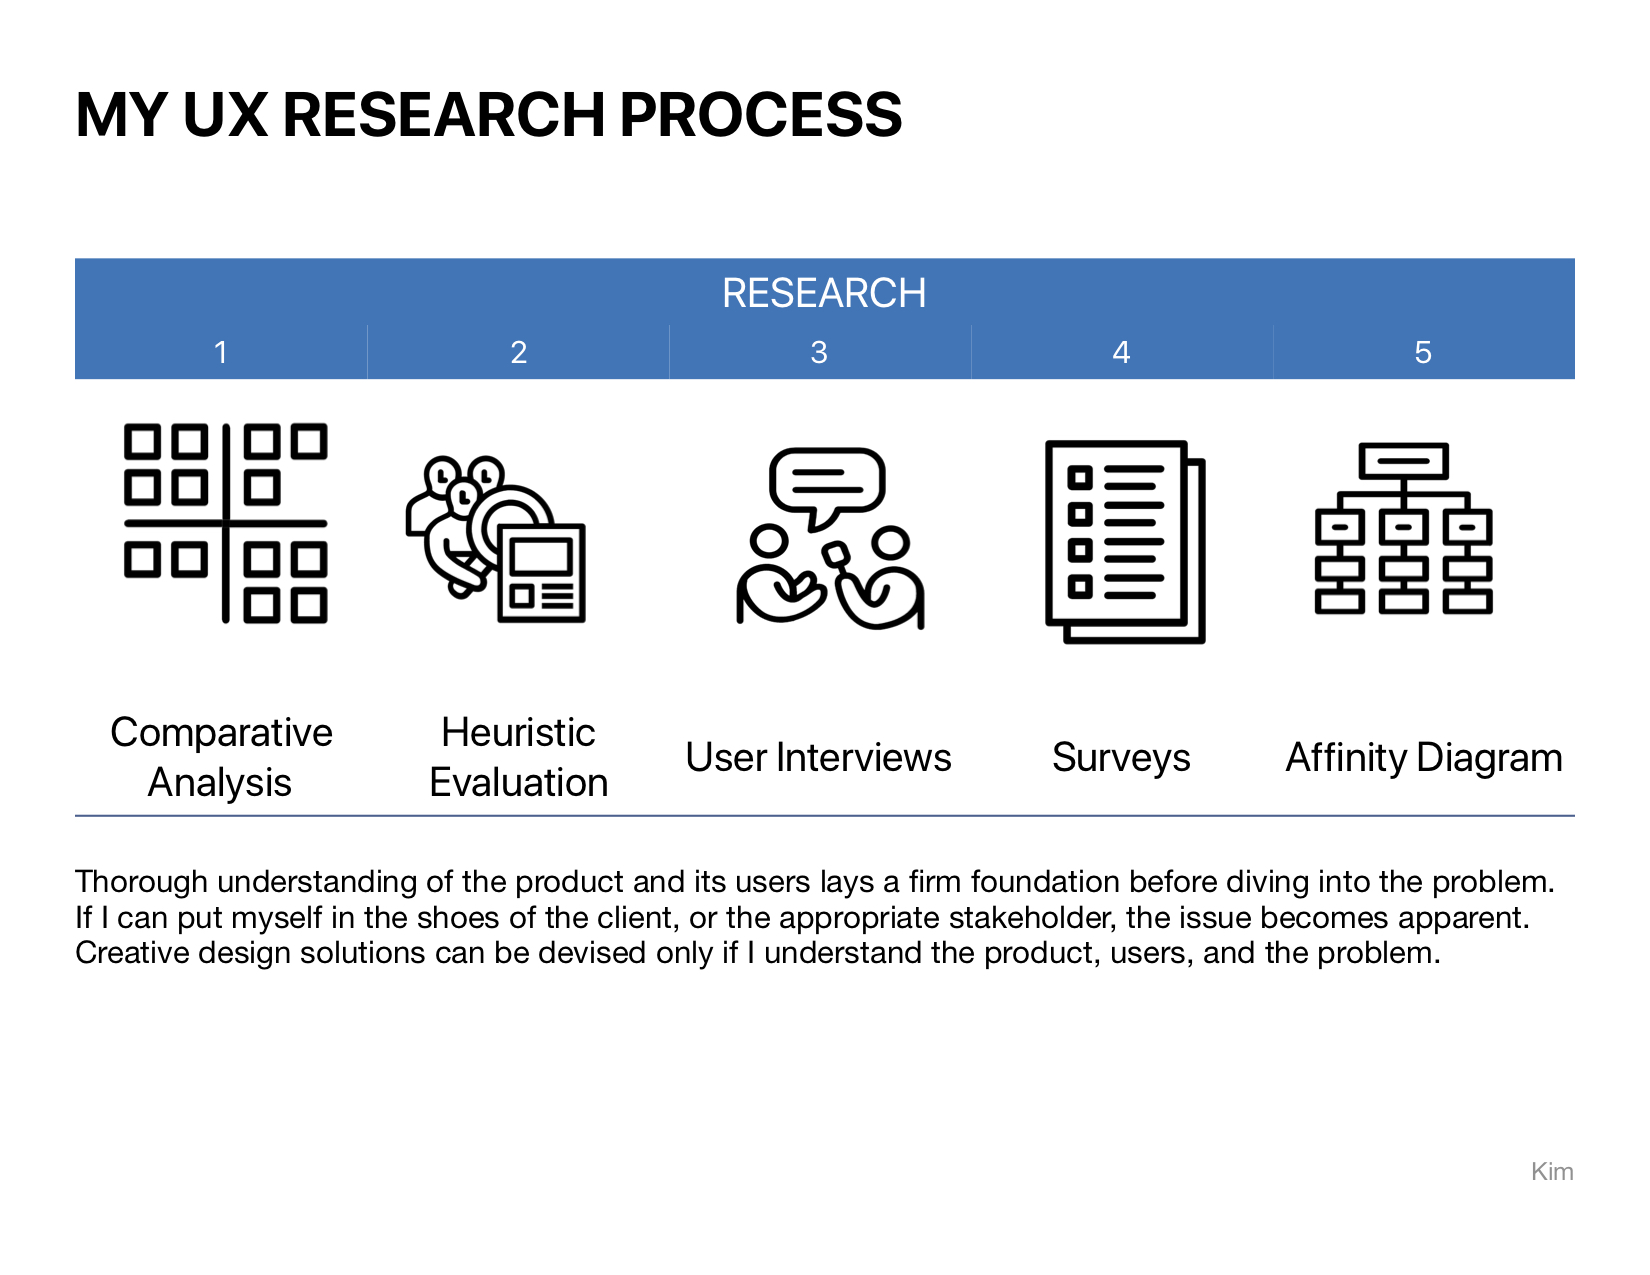 MY UX RESEARCH PROCESS
RESEARCH
1 2 3 4 5
Comparative
Analysis
Heuristic
Evaluation
User Interviews
Surveys
Affinity Diagram
Thorough understanding of the product and its users lays a firm foundation before diving into the problem.
If I can put myself in the shoes of the client, or the appropriate stakeholder, the issue becomes apparent.
Creative design solutions can be devised only if I understand the product, users, and the problem.
Kim